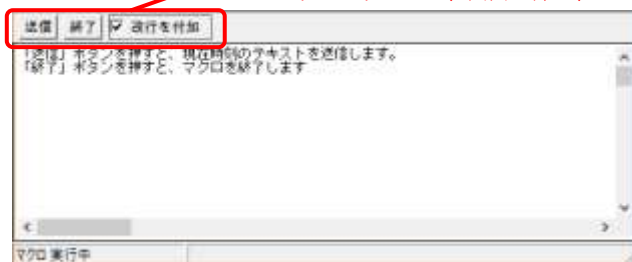 送信 終了 改行を付加
「送信」ボタンを押すと、現在時刻のテキストを送信します。
「終了」ボタンを押すと、マクロを終了します
マクロ 実行中